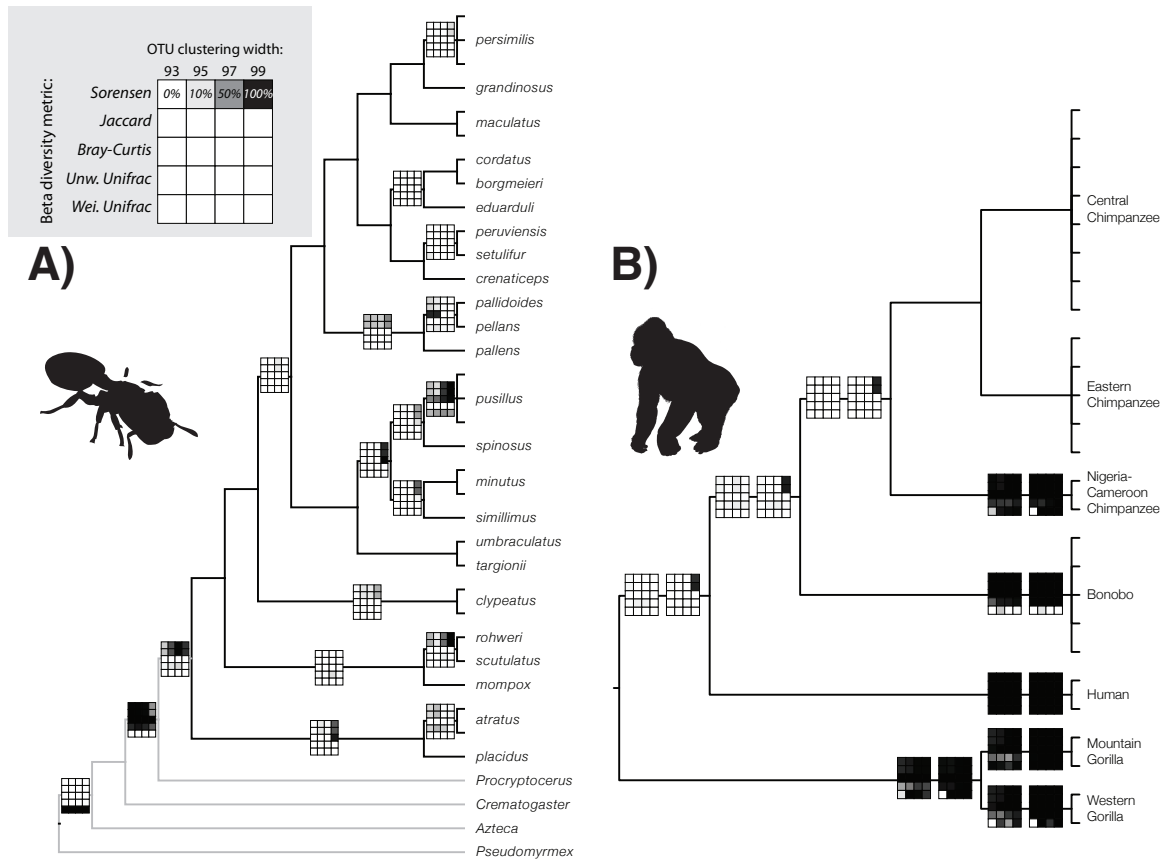 OTU clustering width:
93 95 97 99
Beta diversity metric:
Sorensen 0% 10% 50% 100%
Jaccard
Bray-Curtis
Unw. Unifrac
Wei. Unifrac
A)
persimilis
grandinosus
maculatus
cordatus
borgmeieri
eduarduli
peruviensis
setulifur
crenaticeps
pallidoides
pellans
pallens
pusillus
spinosus
minutus
simillimus
umbraculatus
targionii
clypeatus
rohweri
scutulatus
mompox
atratus
placidus
Procryptocerus
Crematogaster
Azteca
Pseudomyrmex
B)
Central
Chimpanzee
Eastern
Chimpanzee
Nigeria-
Cameroon
Chimpanzee
Bonobo
Human
Mountain
Gorilla
Western
Gorilla